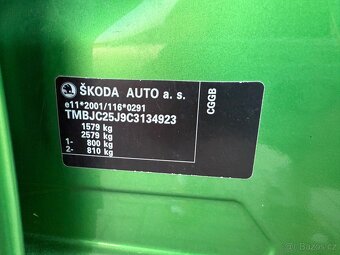 ŠKODA AUTO a. s.
e11*2001/116*0291
TMBJC25J9C3134923
1579 kg
2579 kg
1- 800 kg
2- 810 kg
CGGB
Bazos.cz